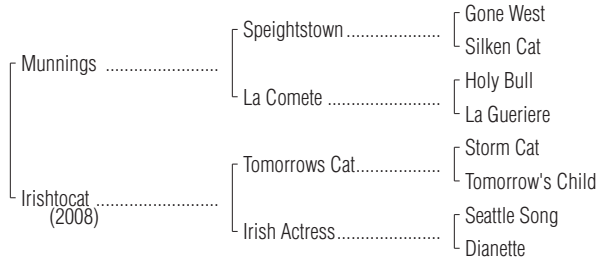 Gone West
Speightstown
Silken Cat
Munnings
Holy Bull
La Comete
La Gueriere
Storm Cat
Tomorrows Cat
Tomorrow's Child
Irishtocat
(2008)
Seattle Song
Irish Actress
Dianette